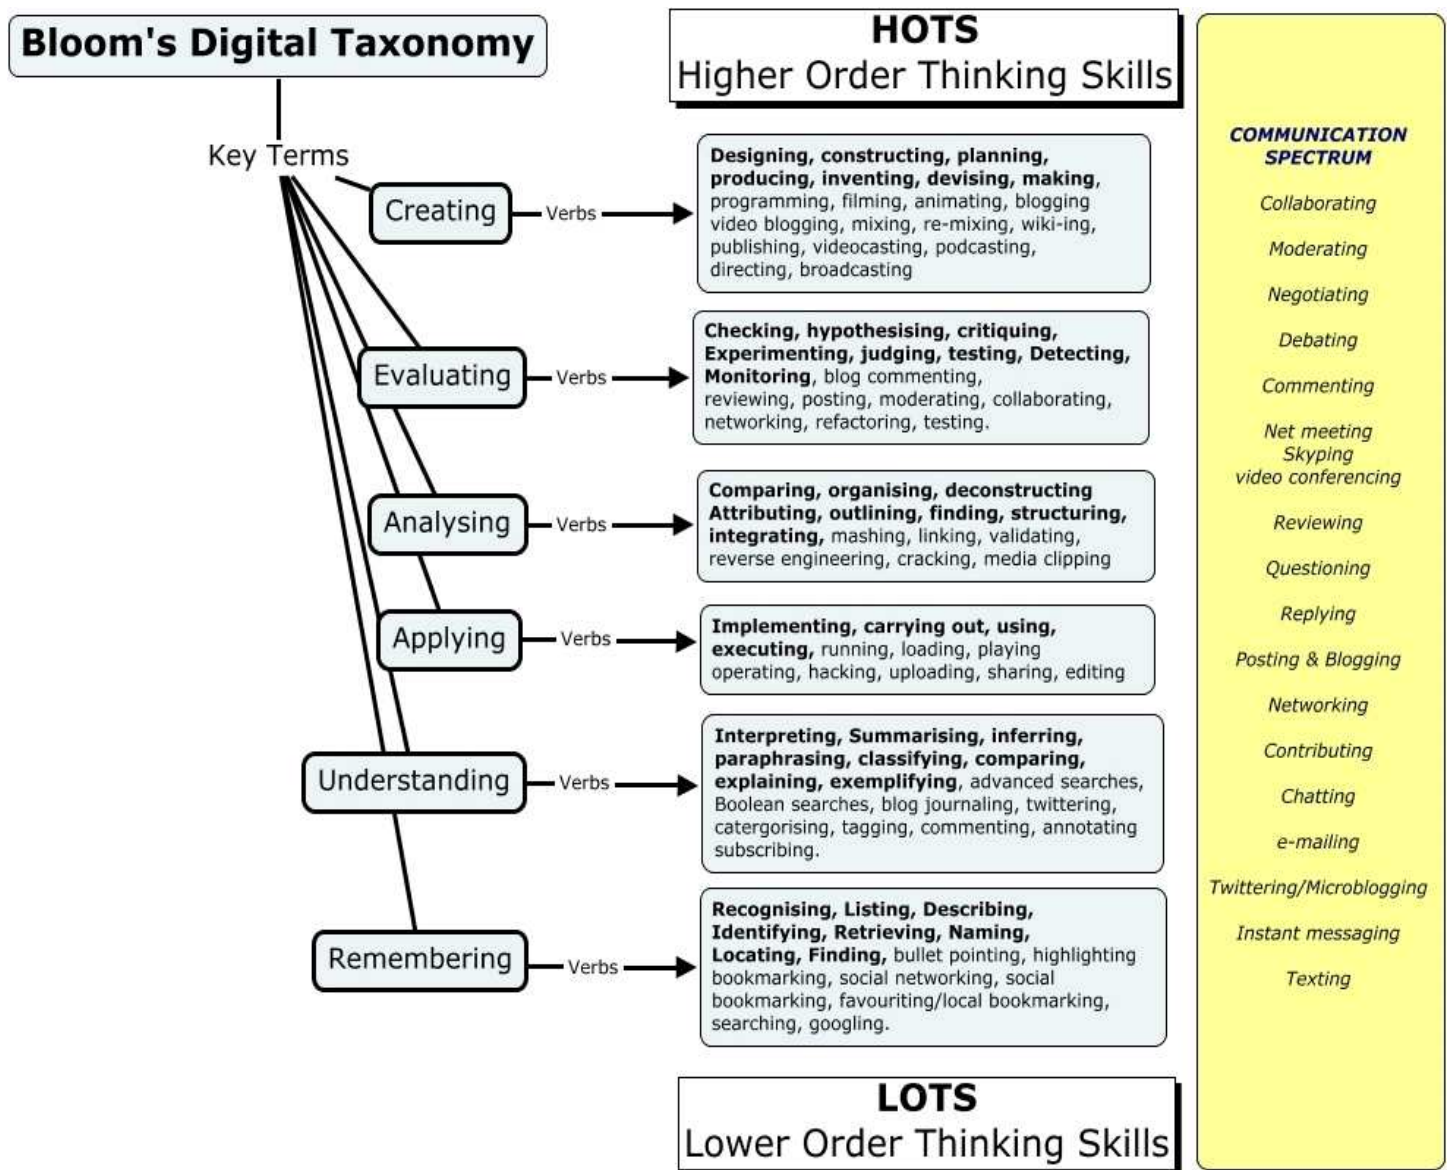 Bloom's Digital Taxonomy
Key Terms
HOTS
Higher Order Thinking Skills
Creating
Verbs
Designing, constructing, planning,
producing, inventing, devising, making,
programming, filming, animating, blogging
video blogging, mixing, re-mixing, wiki-ing,
publishing, videocasting, podcasting,
directing, broadcasting
Evaluating
Verbs
Checking, hypothesising, critiquing,
Experimenting, judging, testing, Detecting,
Monitoring, blog commenting,
reviewing, posting, moderating, collaborating,
networking, refactoring, testing.
Analysing
Verbs
Comparing, organising, deconstructing
Attributing, outlining, finding, structuring,
integrating, mashing, linking, validating,
reverse engineering, cracking, media clipping
Applying
Verbs
Implementing, carrying out, using,
executing, running, loading, playing
operating, hacking, uploading, sharing, editing
Understanding
Verbs
Interpreting, Summarising, inferring,
paraphrasing, classifying, comparing,
explaining, exemplifying, advanced searches,
Boolean searches, blog journaling, twittering,
catergorising, tagging, commenting, annotating
subscribing.
Remembering
Verbs
Recognising, Listing, Describing,
Identifying, Retrieving, Naming,
Locating, Finding, bullet pointing, highlighting
bookmarking, social networking, social
bookmarking, favouriting/local bookmarking,
searching, googling.
LOTS
Lower Order Thinking Skills
COMMUNICATION
SPECTRUM
Collaborating
Moderating
Negotiating
Debating
Commenting
Net meeting
Skyping
video conferencing
Reviewing
Questioning
Replying
Posting & Blogging
Networking
Contributing
Chatting
e-mailing
Twittering/Microblogging
Instant messaging
Texting